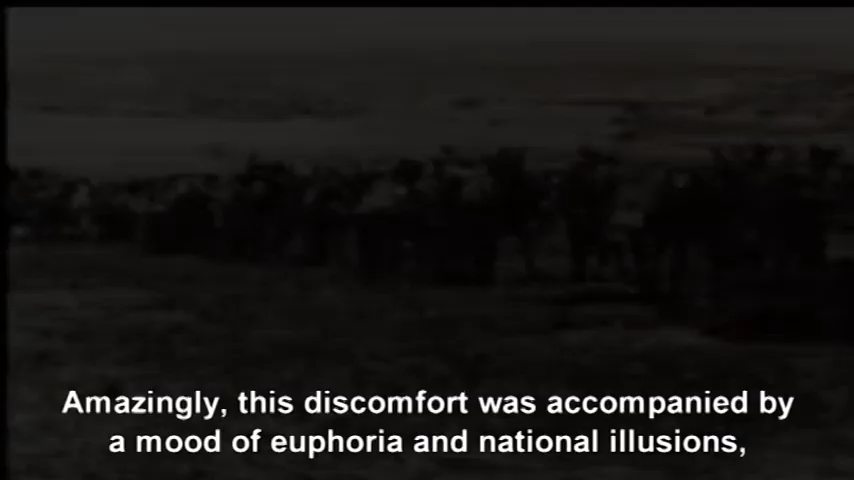 Amazingly, this discomfort was accompanied by
a mood of euphoria and national illusions,